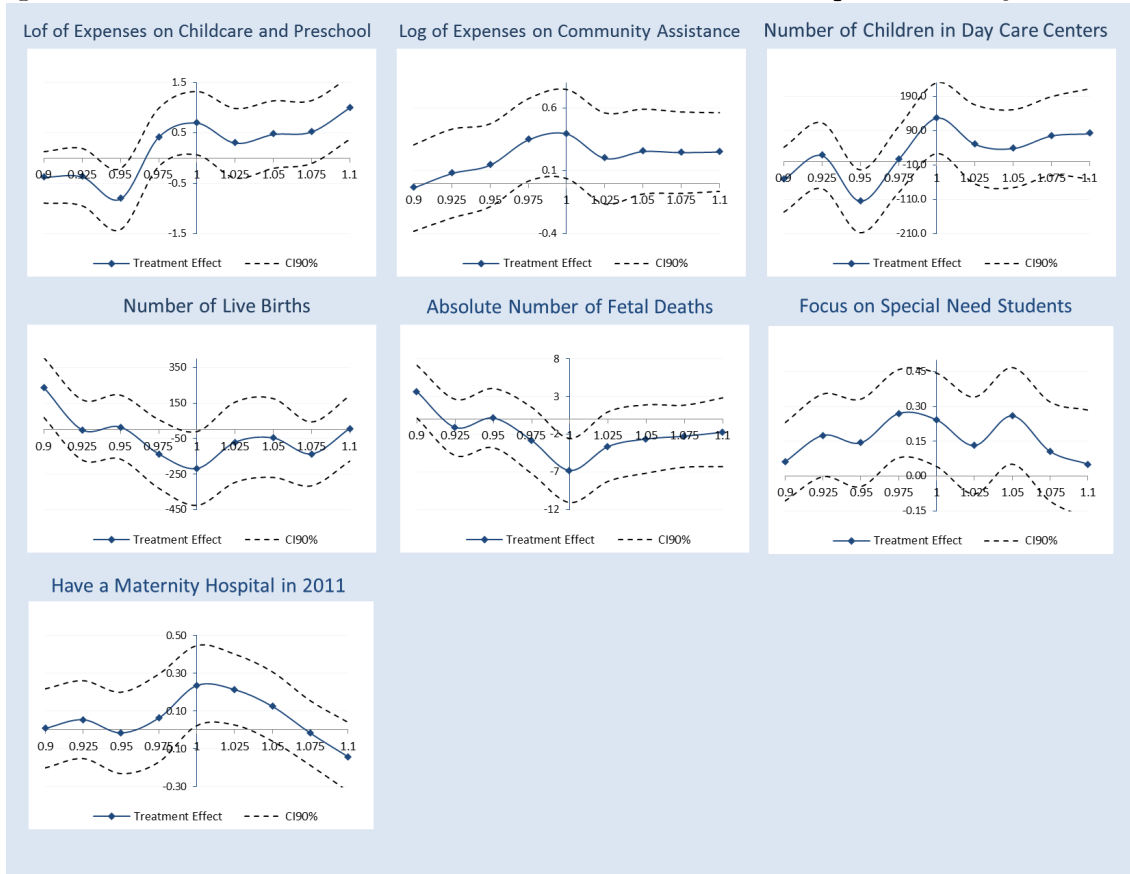 Lof of Expenses on Childcare and Preschool
1.5
0.5
-0.5
-1.5
0.9 0.925 0.95 0.975 1 1.025 1.05 1.075 1.1
Treatment Effect CI90%
Log of Expenses on Community Assistance
0.6
0.1
-0.4
0.9 0.925 0.95 0.975 1 1.025 1.05 1.075 1.1
Treatment Effect CI90%
Number of Children in Day Care Centers
190.0
90.0
-10.0
-110.0
-210.0
0.9 0.925 0.95 0.975 1 1.025 1.05 1.075 1.1
Treatment Effect CI90%
Number of Live Births
350
150
-50
-250
-450
0.9 0.925 0.95 0.975 1 1.025 1.05 1.075 1.1
Treatment Effect CI90%
Absolute Number of Fetal Deaths
8
3
-2
-7
-12
0.9 0.925 0.95 0.975 1 1.025 1.05 1.075 1.1
Treatment Effect CI90%
Focus on Special Need Students
0.45
0.30
0.15
0.00
-0.15
0.9 0.925 0.95 0.975 1 1.025 1.05 1.075 1.1
Treatment Effect CI90%
Have a Maternity Hospital in 2011
0.50
0.30
0.10
-0.10
-0.30
0.9 0.925 0.95 0.975 1 1.025 1.05 1.075 1.1
Treatment Effect CI90%